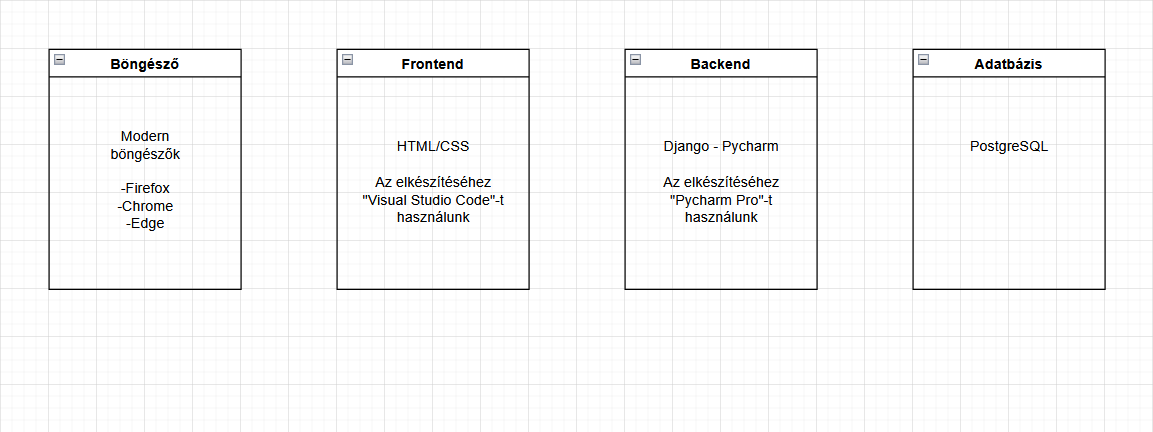 Böngésző
Modern
böngészők
-Firefox
-Chrome
-Edge
Frontend
HTML/CSS
Az elkészítéséhez
"Visual Studio Code"-t
használunk
Backend
Django - Pycharm
Az elkészítéséhez
"Pycharm Pro"-t
használunk
Adatbázis
PostgreSQL